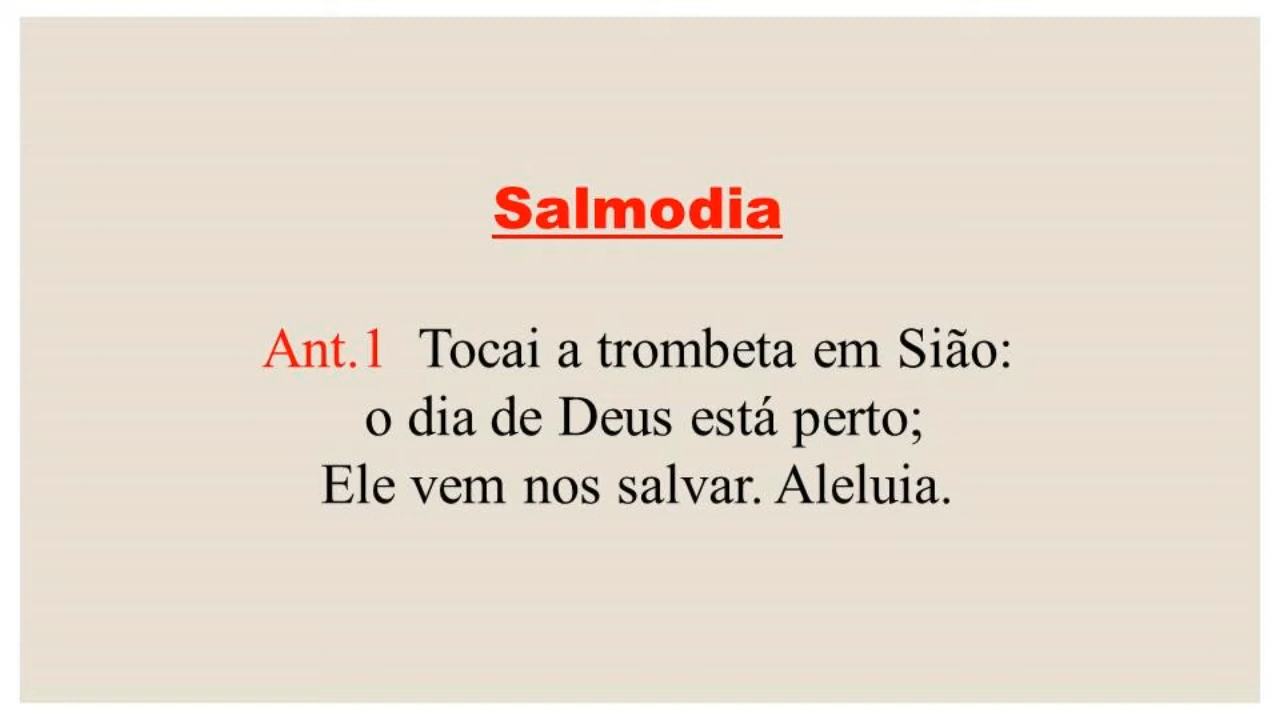 Salmodia
Ant.1 Tocai a trombeta em Sião:
o dia de Deus está perto;
Ele vem nos salvar. Aleluia.